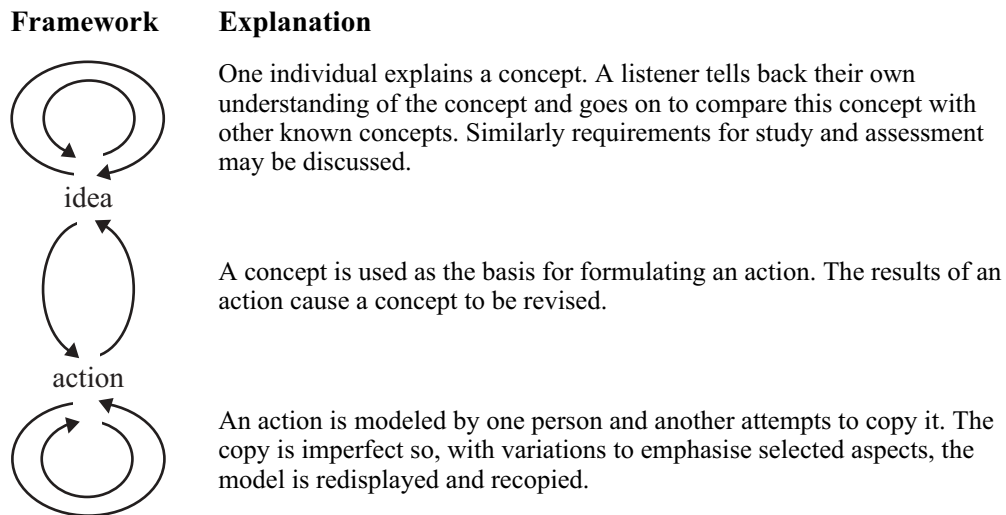 Framework Explanation
One individual explains a concept. A listener tells back their own
understanding of the concept and goes on to compare this concept with
other known concepts. Similarly requirements for study and assessment
may be discussed.
idea
A concept is used as the basis for formulating an action. The results of an
action cause a concept to be revised.
action
An action is modeled by one person and another attempts to copy it. The
copy is imperfect so, with variations to emphasise selected aspects, the
model is redisplayed and recopied.